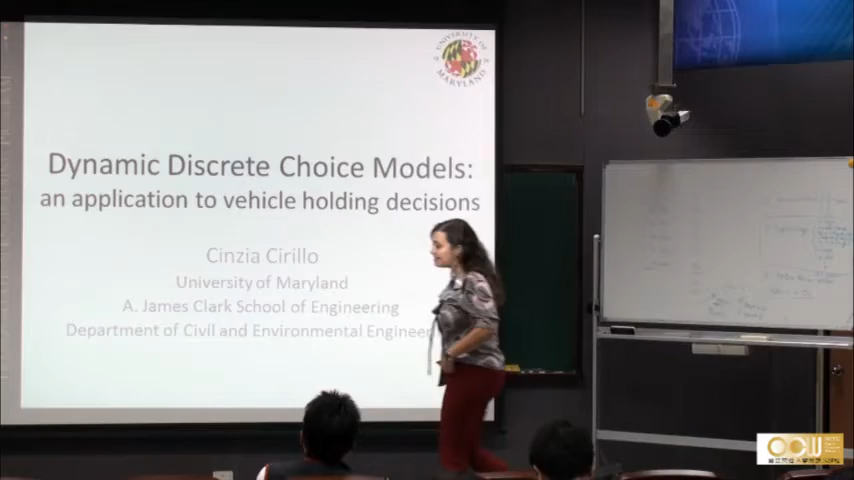 UNIVERSITY OF
MARYLAND
Dynamic Discrete Choice Models:
an application to vehicle holding decisions
Cinzia Cirillo
University of Maryland
A. James Clark School of Engineering
Department of Civil and Environmental Engineer
OCW